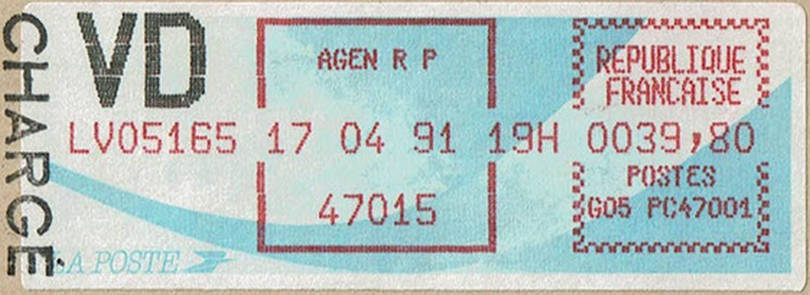 CHARGE
VD
AGEN R P
REPUBLIQUE
FRANCAISE
LV05165 17 04 91 19H 0039,80
POSTES
47015
G05 PC47001
LA POSTE